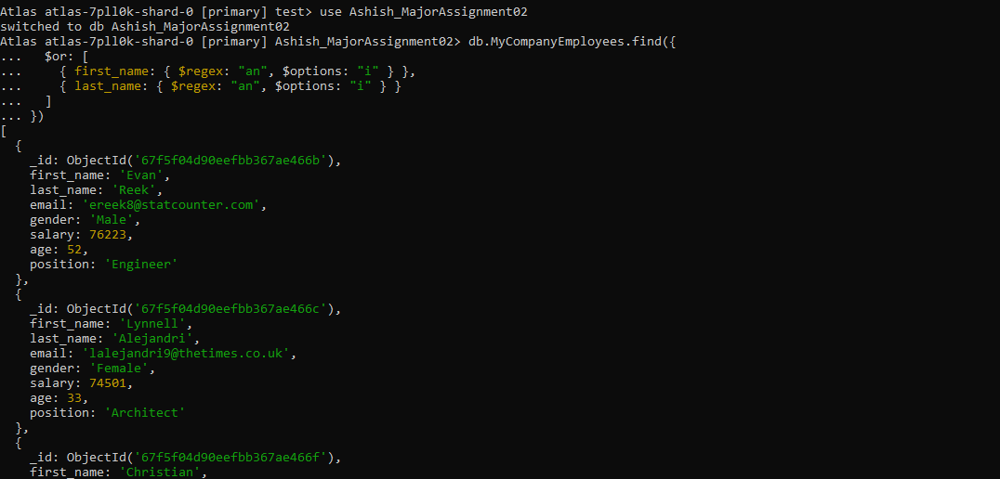 Atlas atlas-7pll0k-shard-0 [primary] test> use Ashish_MajorAssignment02
switched to db Ashish_MajorAssignment02
Atlas atlas-7pll0k-shard-0 [primary] Ashish_MajorAssignment02> db.MyCompanyEmployees.find({
...   $or: [
...     { first_name: { $regex: "an", $options: "i" } },
...     { last_name: { $regex: "an", $options: "i" } }
...   ]
... })
[
  {
    _id: ObjectId('67f5f04d90eefbb367ae466b'),
    first_name: 'Evan',
    last_name: 'Reek',
    email: 'ereek8@statcounter.com',
    gender: 'Male',
    salary: 76223,
    age: 52,
    position: 'Engineer'
  },
  {
    _id: ObjectId('67f5f04d90eefbb367ae466c'),
    first_name: 'Lynnell',
    last_name: 'Alejandri',
    email: 'lalejandri9@thetimes.co.uk',
    gender: 'Female',
    salary: 74501,
    age: 33,
    position: 'Architect'
  },
  {
    _id: ObjectId('67f5f04d90eefbb367ae466f'),
    first_name: 'Christian',